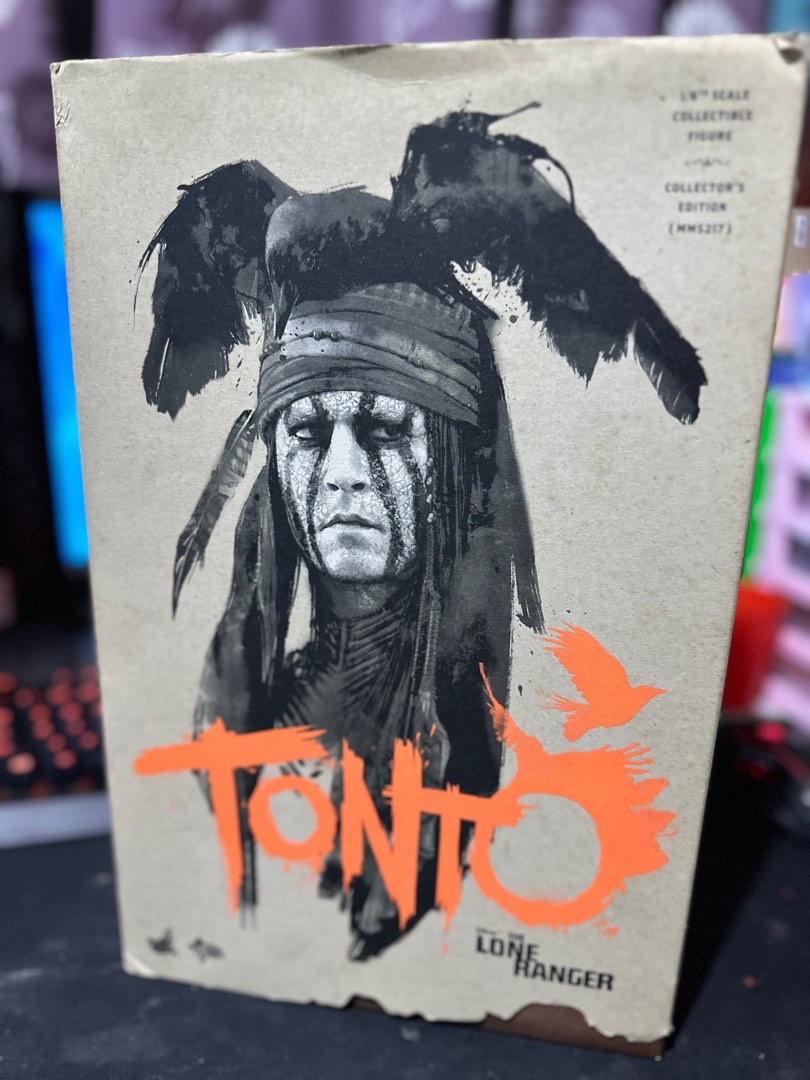 1/6TH SCALE
COLLECTIBLE
FIGURE
COLLECTOR'S
EDITION
(MMS217)
TONTO
THE
LONE
RANGER